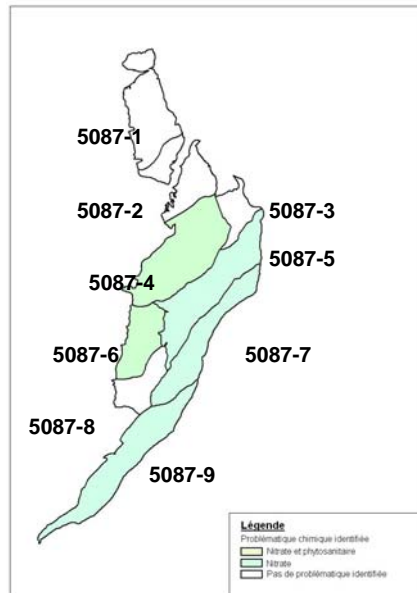 5087-1
5087-2
5087-3
5087-5
5087-4
5087-6
5087-7
5087-8
5087-9
Légende
Problématique chimique identifiée
Nitrate et phytosanitaire
Nitrate
Pas de problématique identifiée